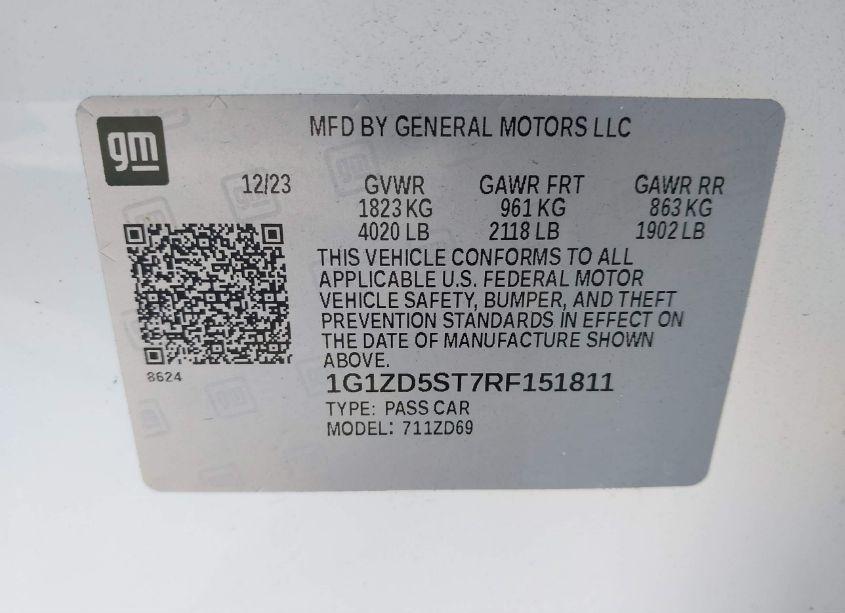 gm
MFD BY GENERAL MOTORS LLC
12/23 GVWR GAWR FRT GAWR RR
1823 KG 961 KG 863 KG
4020 LB 2118 LB 1902 LB
THIS VEHICLE CONFORMS TO ALL
APPLICABLE U.S. FEDERAL MOTOR
VEHICLE SAFETY, BUMPER, AND THEFT
PREVENTION STANDARDS IN EFFECT ON
THE DATE OF MANUFACTURE SHOWN
ABOVE.
8624
1G1ZD5ST7RF151811
TYPE: PASS CAR
MODEL: 711ZD69